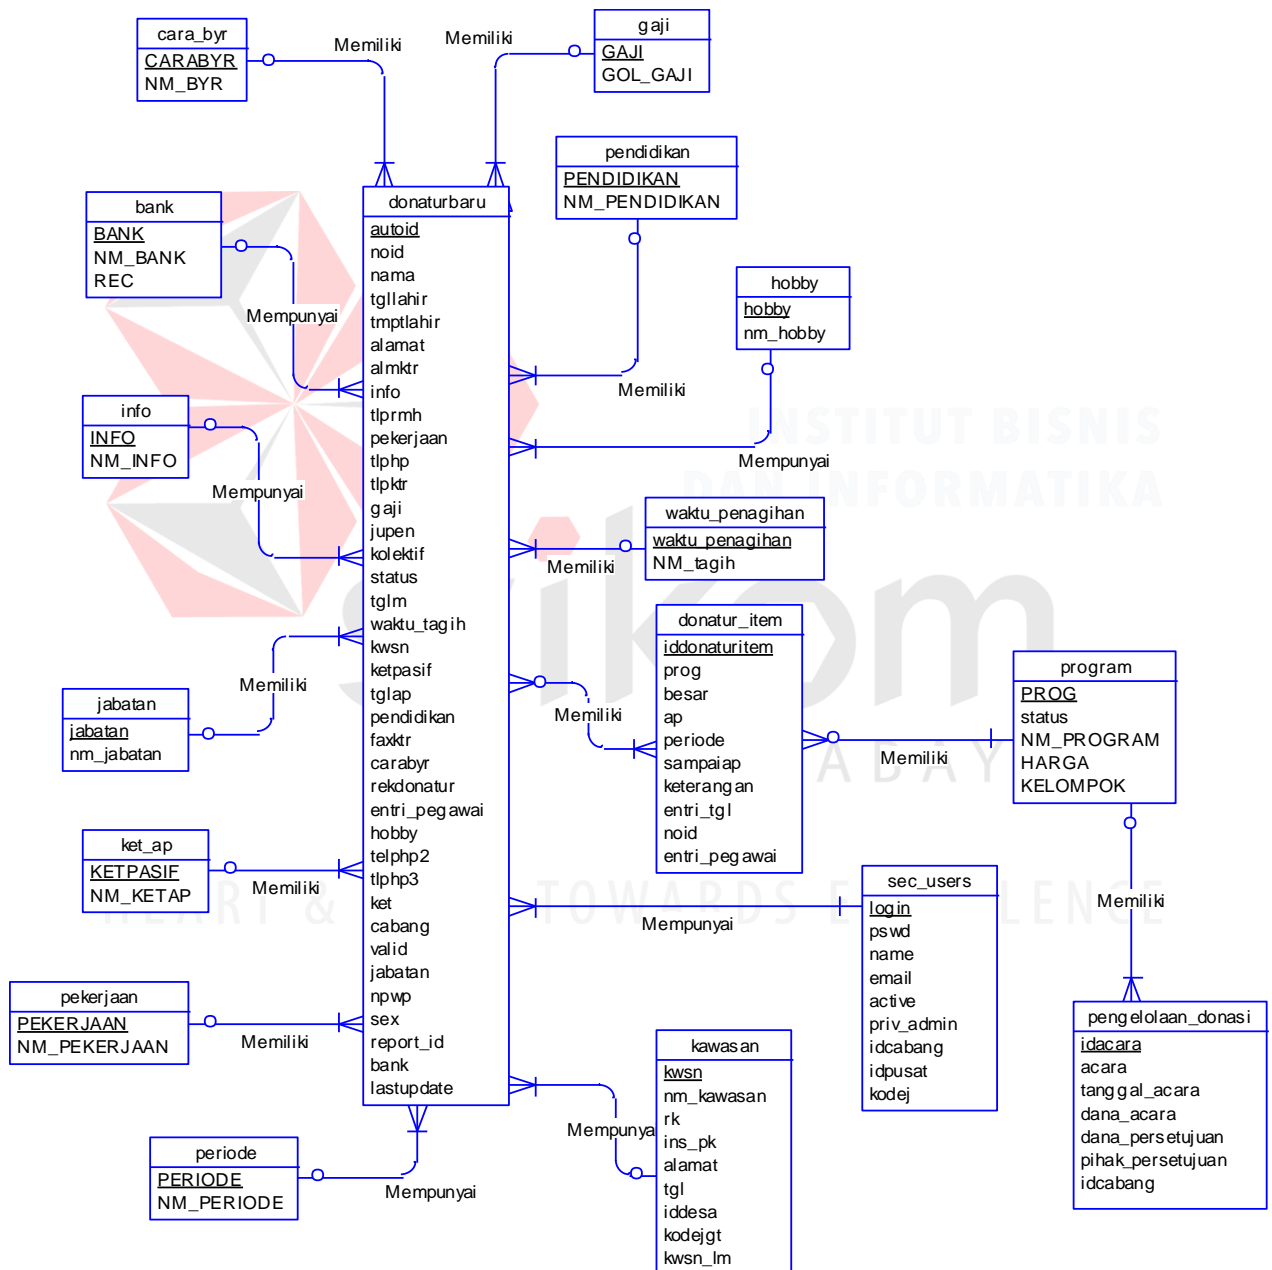 cara_byr
CARABYR
NM_BYR
Memiliki
Memiliki
gaji
GAJI
GOL_GAJI
pendidikan
PENDIDIKAN
NM_PENDIDIKAN
Memiliki
bank
BANK
NM_BANK
REC
Mempunyai
hobby
hobby
nm_hobby
Mempunyai
info
INFO
NM_INFO
Mempunyai
donaturbaru
autoid
noid
nama
tgllahir
tmptlahir
alamat
almktr
info
tlprmh
pekerjaan
tlphp
tlpktr
gaji
jupen
kolektif
status
tglm
waktu_tagih
kwsn
ketpasif
tglap
pendidikan
faxktr
carabyr
rekdonatur
entri_pegawai
hobby
telphp2
tlphp3
ket
cabang
valid
jabatan
npwp
sex
report_id
bank
lastupdate
INSTITUT BISNIS
DAN INFORMATIKA
waktu_penagihan
waktu_penagihan
NM_tagih
Memiliki
donatur_item
iddonaturitem
prog
besar
ap
periode
sampaiap
keterangan
entri_tgl
noid
entri_pegawai
Memiliki
Memiliki
program
PROG
status
NM_PROGRAM
HARGA
KELOMPOK
Memiliki
jabatan
jabatan
nm_jabatan
Memiliki
ket_ap
KETPASIF
NM_KETAP
Memiliki
TOWARDS
sec_users
login
pswd
name
email
active
priv_admin
idcabang
idpusat
kodej
Mempunyai
pengelolaan_donasi
idacara
acara
tanggal_acara
dana_acara
dana_persetujuan
pihak_persetujuan
idcabang
pekerjaan
PEKERJAAN
NM_PEKERJAAN
Memiliki
kawasan
kwsn
nm_kawasan
rk
ins_pk
alamat
tgl
iddesa
kodejgt
kwsn_lm
Mempunya
periode
PERIODE
NM_PERIODE
Mempunyai